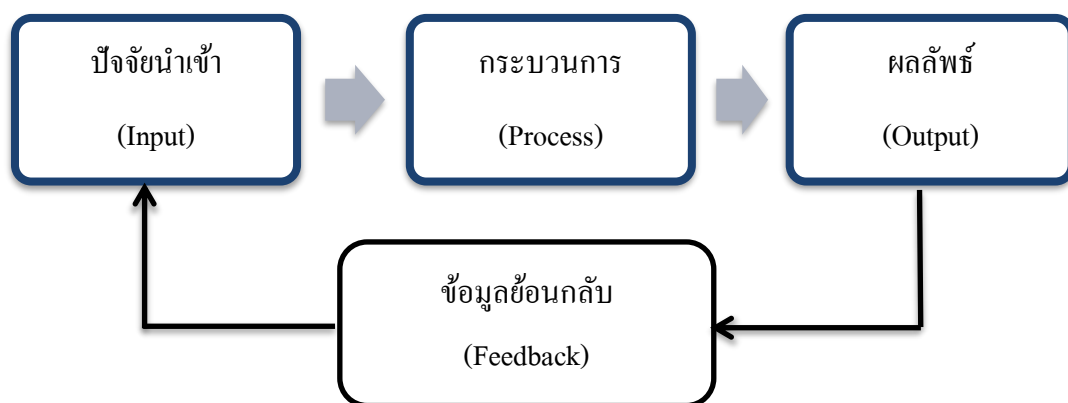 ปัจจัยนำเข้า
(Input)
กระบวนการ
(Process)
ผลลัพธ์
(Output)
ข้อมูลย้อนกลับ
(Feedback)